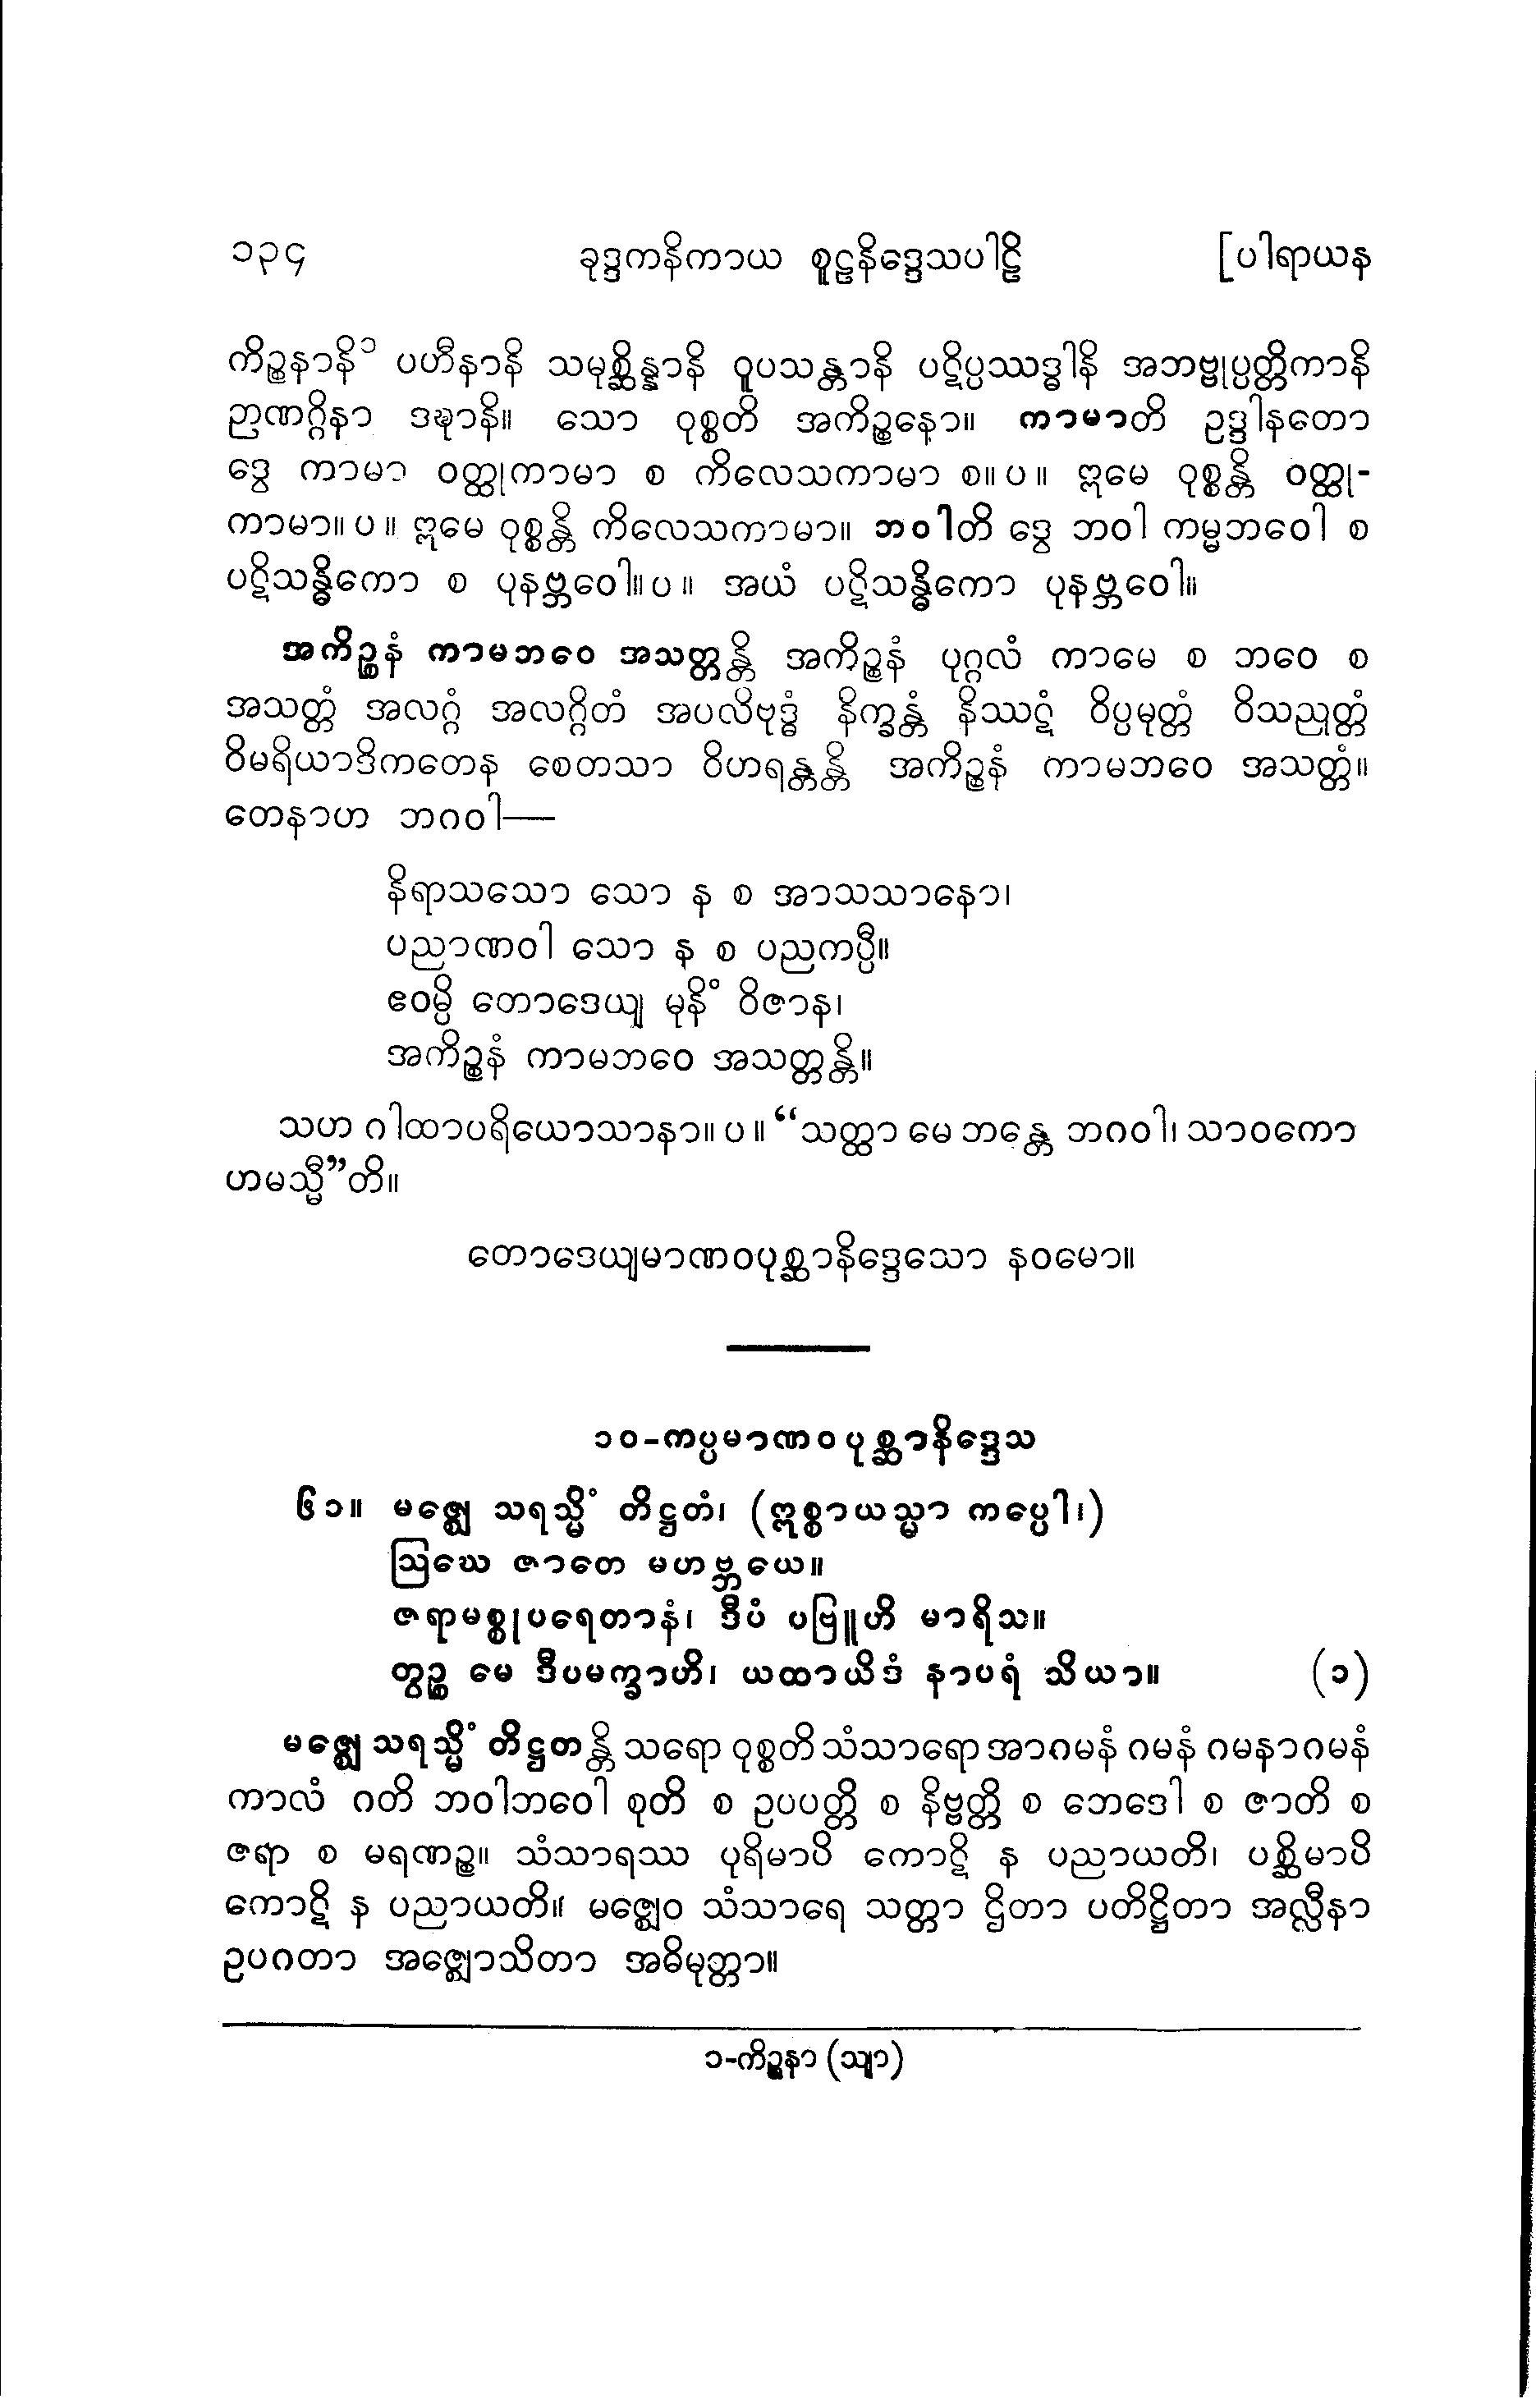 ၁၃၄ ခုဒ္ဒကနိကာယ စူဠနိဒ္ဒေသပါဠိ [ပါရာယန
ကိဉ္စနာနိ၁ ပဟီနာနိ သမုစ္ဆိန္နာနိ ဝူပသန္တာနိ ပဋိပ္ပဿဒ္ဓါနိ အဘဗ္ဗုပ္ပတ္တိကာနိ
ဉာဏဂ္ဂိနာ ဒဍ္ဎာနိ။ သော ဝုစ္စတိ အကိဉ္စနော။ ကာမာတိ ဥဒ္ဒါနတော
ဒွေ ကာမာ ဝတ္ထုကာမာ စ ကိလေသကာမာ စ။ ပ ။ ဣမေ ဝုစ္စန္တိ ဝတ္ထု-
ကာမာ။ ပ ။ ဣမေ ဝုစ္စန္တိ ကိလေသကာမာ။ ဘဝါတိ ဒွေ ဘဝါ ကမ္မဘဝေါ စ
ပဋိသန္ဓိကော စ ပုနဗ္ဘဝေါ။ ပ ။ အယံ ပဋိသန္ဓိကော ပုနဗ္ဘဝေါ။
အကိဉ္စနံ ကာမဘဝေ အသတ္တန္တိ အကိဉ္စနံ ပုဂ္ဂလံ ကာမေ စ ဘဝေ စ
အသတ္တံ အလဂ္ဂံ အလဂ္ဂိတံ အပလိဗုဒ္ဓံ နိက္ခန္တံ နိဿဋံ ဝိပ္ပမုတ္တံ ဝိသညုတ္တံ
ဝိမရိယာဒိကတေန စေတသာ ဝိဟရန္တန္တိ အကိဉ္စနံ ကာမဘဝေ အသတ္တံ။
တေနာဟ ဘဂဝါ—
နိရာသသော သော န စ အာသသာနော၊
ပညာဏဝါ သော န စ ပညကပ္ပီ။
ဧဝမ္ပိ တောဒေယျ မုနိံ ဝိဇာန၊
အကိဉ္စနံ ကာမဘဝေ အသတ္တန္တိ။
သဟ ဂါထာပရိယောသာနာ။ ပ ။ “သတ္ထာ မေ ဘန္တေ ဘဂဝါ၊ သာဝကော
ဟမသ္မီ”တိ။
တောဒေယျမာဏဝပုစ္ဆာနိဒ္ဒေသော နဝမော။
၁၀-ကပ္ပမာဏဝပုစ္ဆာနိဒ္ဒေသ
၆၁။ မဇ္ဈေ သရသ္မိံ တိဋ္ဌတံ၊ (ဣစ္စာယသ္မာ ကပ္ပေါ၊)
ဩဃေ ဇာတေ မဟဗ္ဘယေ။
ဇရာမစ္စုပရေတာနံ၊ ဒီပံ ပဗြူဟိ မာရိသ။
တွဉ္စ မေ ဒီပမက္ခာဟိ၊ ယထာယိဒံ နာပရံ သိယာ။ (၁)
မဇ္ဈေ သရသ္မိံ တိဋ္ဌတန္တိ သရော ဝုစ္စတိ သံသာရော အာဂမနံ ဂမနံ ဂမနာဂမနံ
ကာလံ ဂတိ ဘဝါဘဝေါ စုတိ စ ဥပပတ္တိ စ နိဗ္ဗတ္တိ စ ဘေဒေါ စ ဇာတိ စ
ဇရာ စ မရဏဉ္စ။ သံသာရဿ ပုရိမာပိ ကောဋိ န ပညာယတိ၊ ပစ္ဆိမာပိ
ကောဋိ န ပညာယတိ။ မဇ္ဈေဝ သံသာရေ သတ္တာ ဌိတာ ပတိဋ္ဌိတာ အလ္လီနာ
ဥပဂတာ အဇ္ဈောသိတာ အဓိမုတ္တာ။
၁-ကိဉ္စနာ (သျာ)